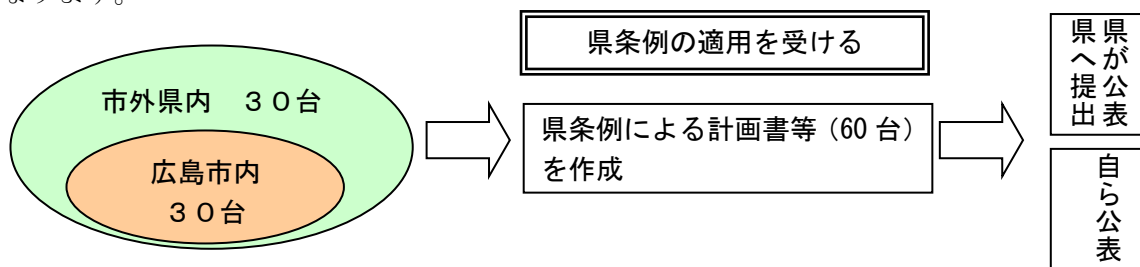 なります。
市外県内　３０台
広島市内
３０台
県条例の適用を受ける
県条例による計画書等（60 台）
を作成
県が公表
県へ提出
自ら公表